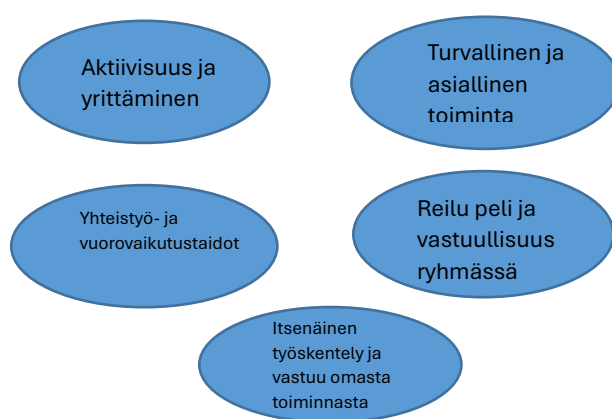 Aktiivisuus ja
yrittäminen
Turvallinen ja
asiallinen
toiminta
Yhteistyö- ja
vuorovaikutustaidot
Reilu peli ja
vastuullisuus
ryhmässä
Itsenäinen
työskentely ja
vastuu omasta
toiminnasta